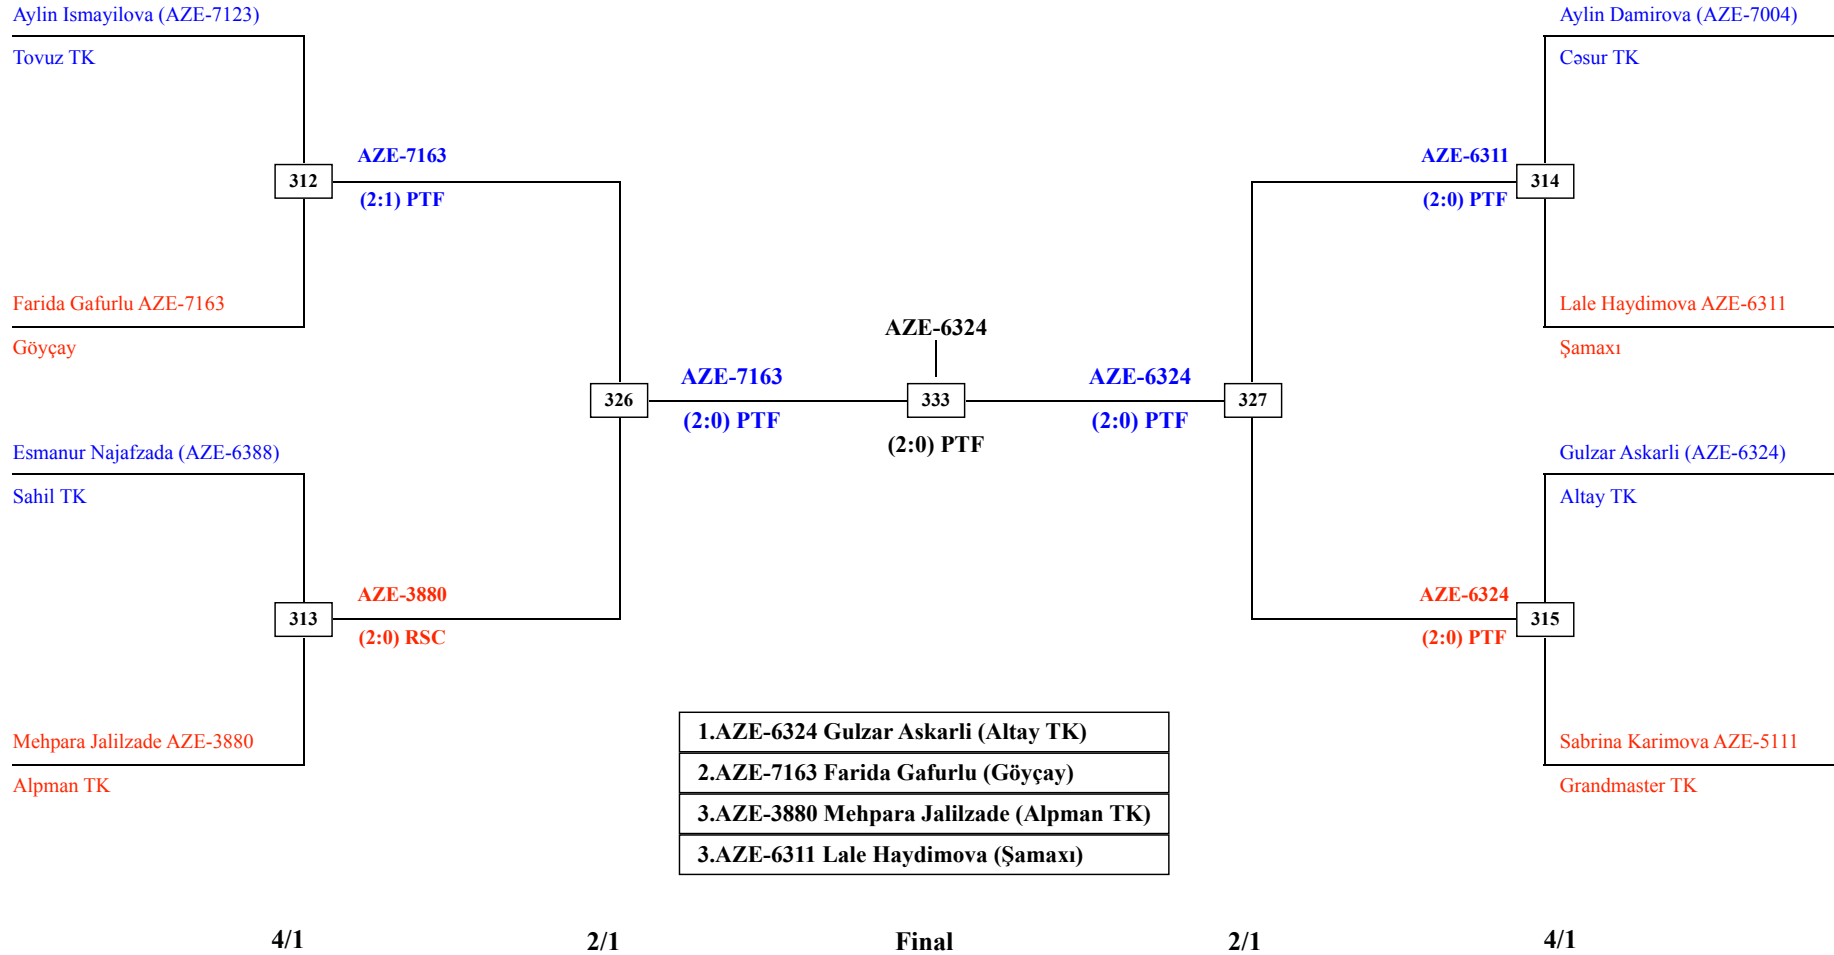 Aylin Ismayilova (AZE-7123)
Tovuz TK
312
AZE-7163
(2:1) PTF
Farida Gafurlu AZE-7163
Göyçay
Esmanur Najafzada (AZE-6388)
Sahil TK
313
AZE-3880
(2:0) RSC
Mehpara Jalilzade AZE-3880
Alpman TK
326
AZE-7163
(2:0) PTF
AZE-6324
333
(2:0) PTF
AZE-6324
(2:0) PTF
327
Aylin Damirova (AZE-7004)
Cəsur TK
AZE-6311
(2:0) PTF
314
Lale Haydimova AZE-6311
Şamaxı
Gulzar Askarli (AZE-6324)
Altay TK
AZE-6324
(2:0) PTF
315
Sabrina Karimova AZE-5111
Grandmaster TK
1.AZE-6324 Gulzar Askarli (Altay TK)
2.AZE-7163 Farida Gafurlu (Göyçay)
3.AZE-3880 Mehpara Jalilzade (Alpman TK)
3.AZE-6311 Lale Haydimova (Şamaxı)
4/1 2/1 Final 2/1 4/1